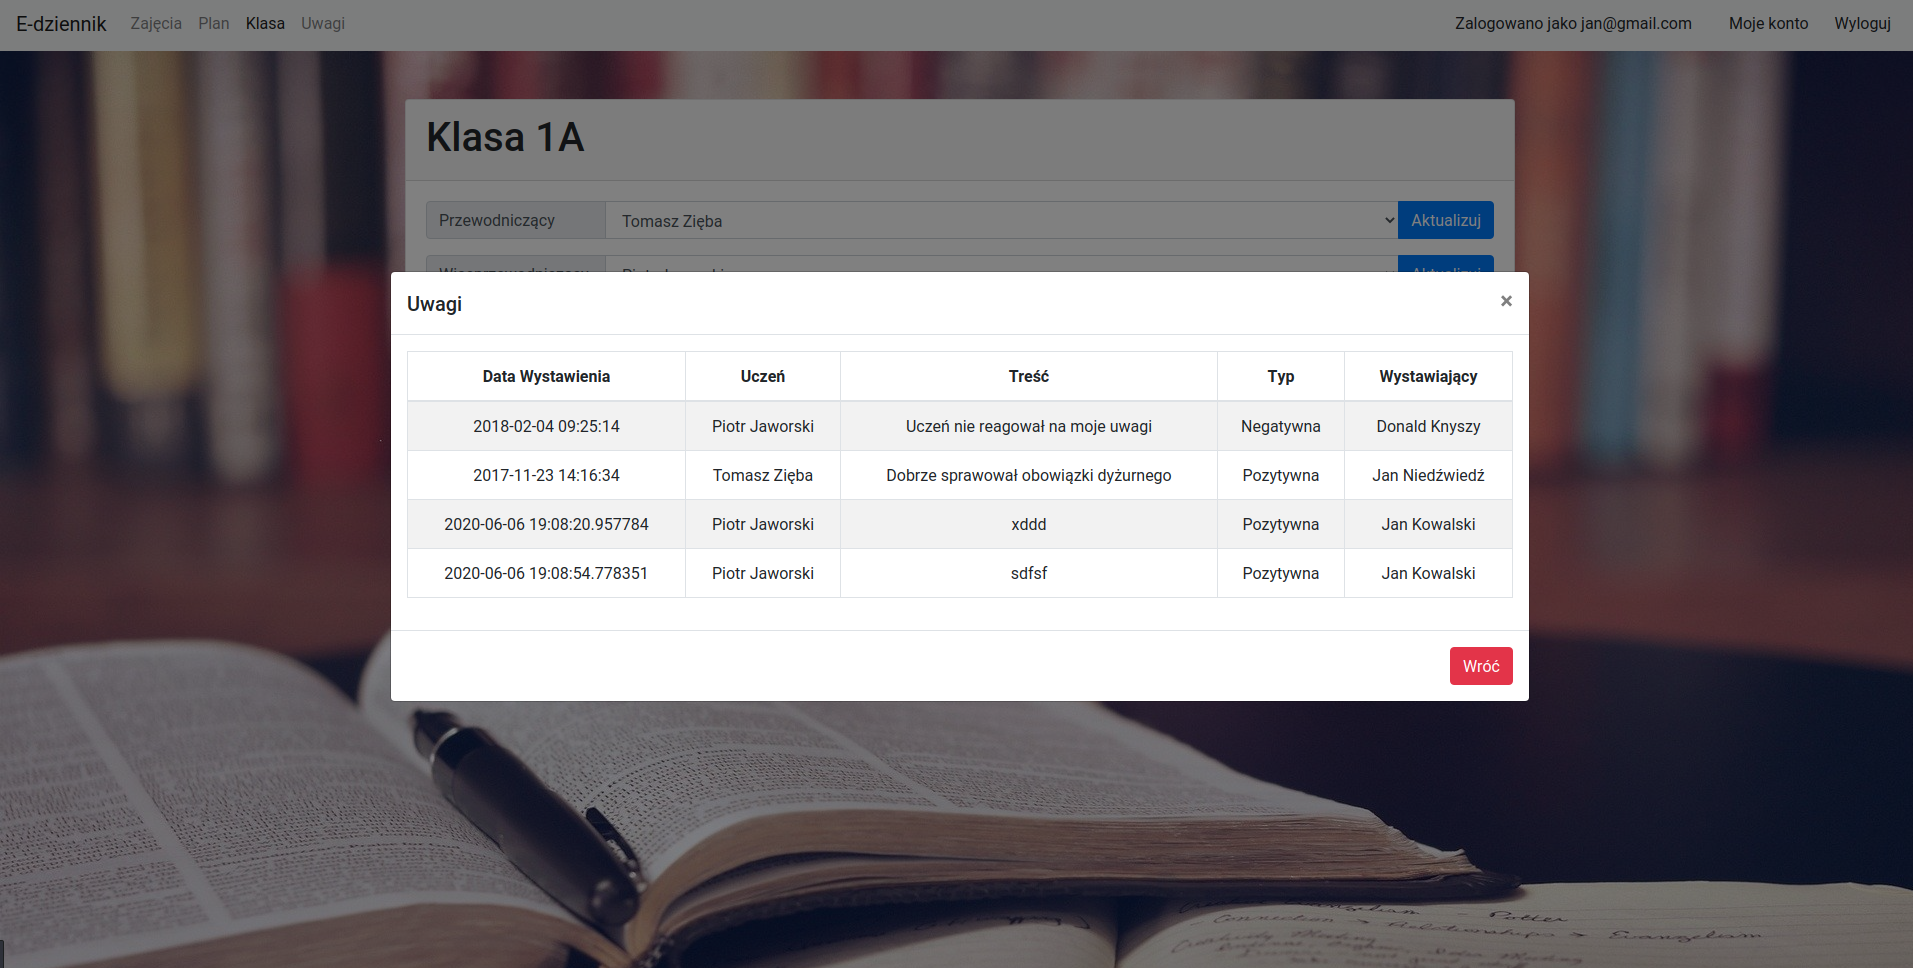 E-dziennik Zajęcia Plan Klasa Uwagi Zalogowano jako jan@gmail.com Moje konto Wyloguj
Klasa 1A
Przewodniczący Tomasz Zięba Aktualizuj
Uwagi ×
Data Wystawienia Uczeń Treść Typ Wystawiający
2018-02-04 09:25:14 Piotr Jaworski Uczeń nie reagował na moje uwagi Negatywna Donald Knyszy
2017-11-23 14:16:34 Tomasz Zięba Dobrze sprawował obowiązki dyżurnego Pozytywna Jan Niedźwiedź
2020-06-06 19:08:20.957784 Piotr Jaworski xddd Pozytywna Jan Kowalski
2020-06-06 19:08:54.778351 Piotr Jaworski sdfsf Pozytywna Jan Kowalski
Wróć